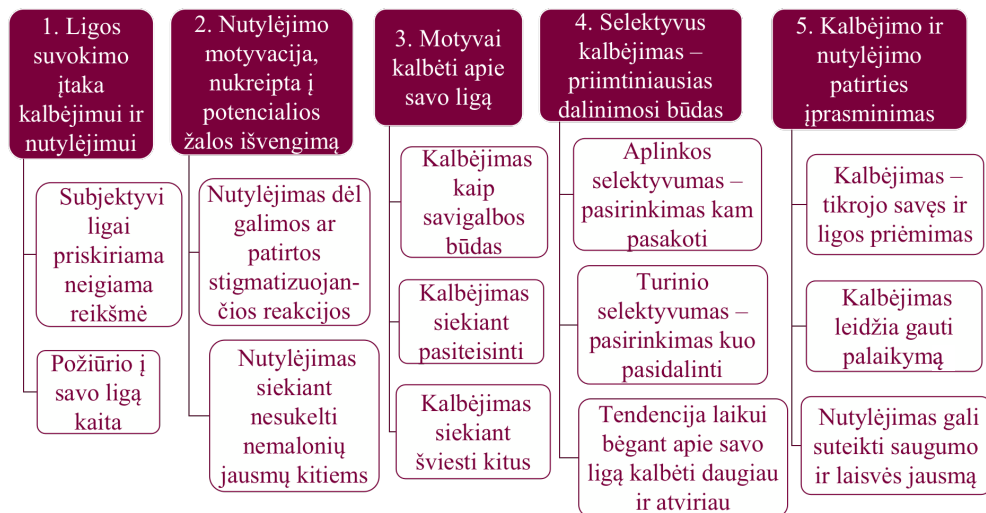 1. Ligos
suvokimo
įtaka
kalbėjimui ir
nutylėjimui
Subjektyvi
ligai
priskiriama
neigiama
reikšmė
Požiūrio į
savo ligą
kaita
2. Nutylėjimo
motyvacija,
nukreipta į
potencialios
žalos išvengimą
Nutylėjimas dėl
galimos ar
patirtos
stigmatizuojan-
čios reakcijos
Nutylėjimas
siekiant
nesukelti
nemalonių
jausmų kitiems
3. Motyvai
kalbėti apie
savo ligą
Kalbėjimas
kaip
savigalbos
būdas
Kalbėjimas
siekiant
pasiteisinti
Kalbėjimas
siekiant
šviesti kitus
4. Selektyvus
kalbėjimas –
priimtiniausias
dalinimosi būdas
Aplinkos
selektyvumas –
pasirinkimas kam
pasakoti
Turinio
selektyvumas –
pasirinkimas kuo
pasidalinti
Tendencija laikui
bėgant apie savo
ligą kalbėti daugiau
ir atviriau
5. Kalbėjimo ir
nutylėjimo
patirties
įprasminimas
Kalbėjimas –
tikrojo savęs ir
ligos priėmimas
Kalbėjimas
leidžia gauti
palaikymą
Nutylėjimas gali
suteikti saugumo
ir laisvės jausmą